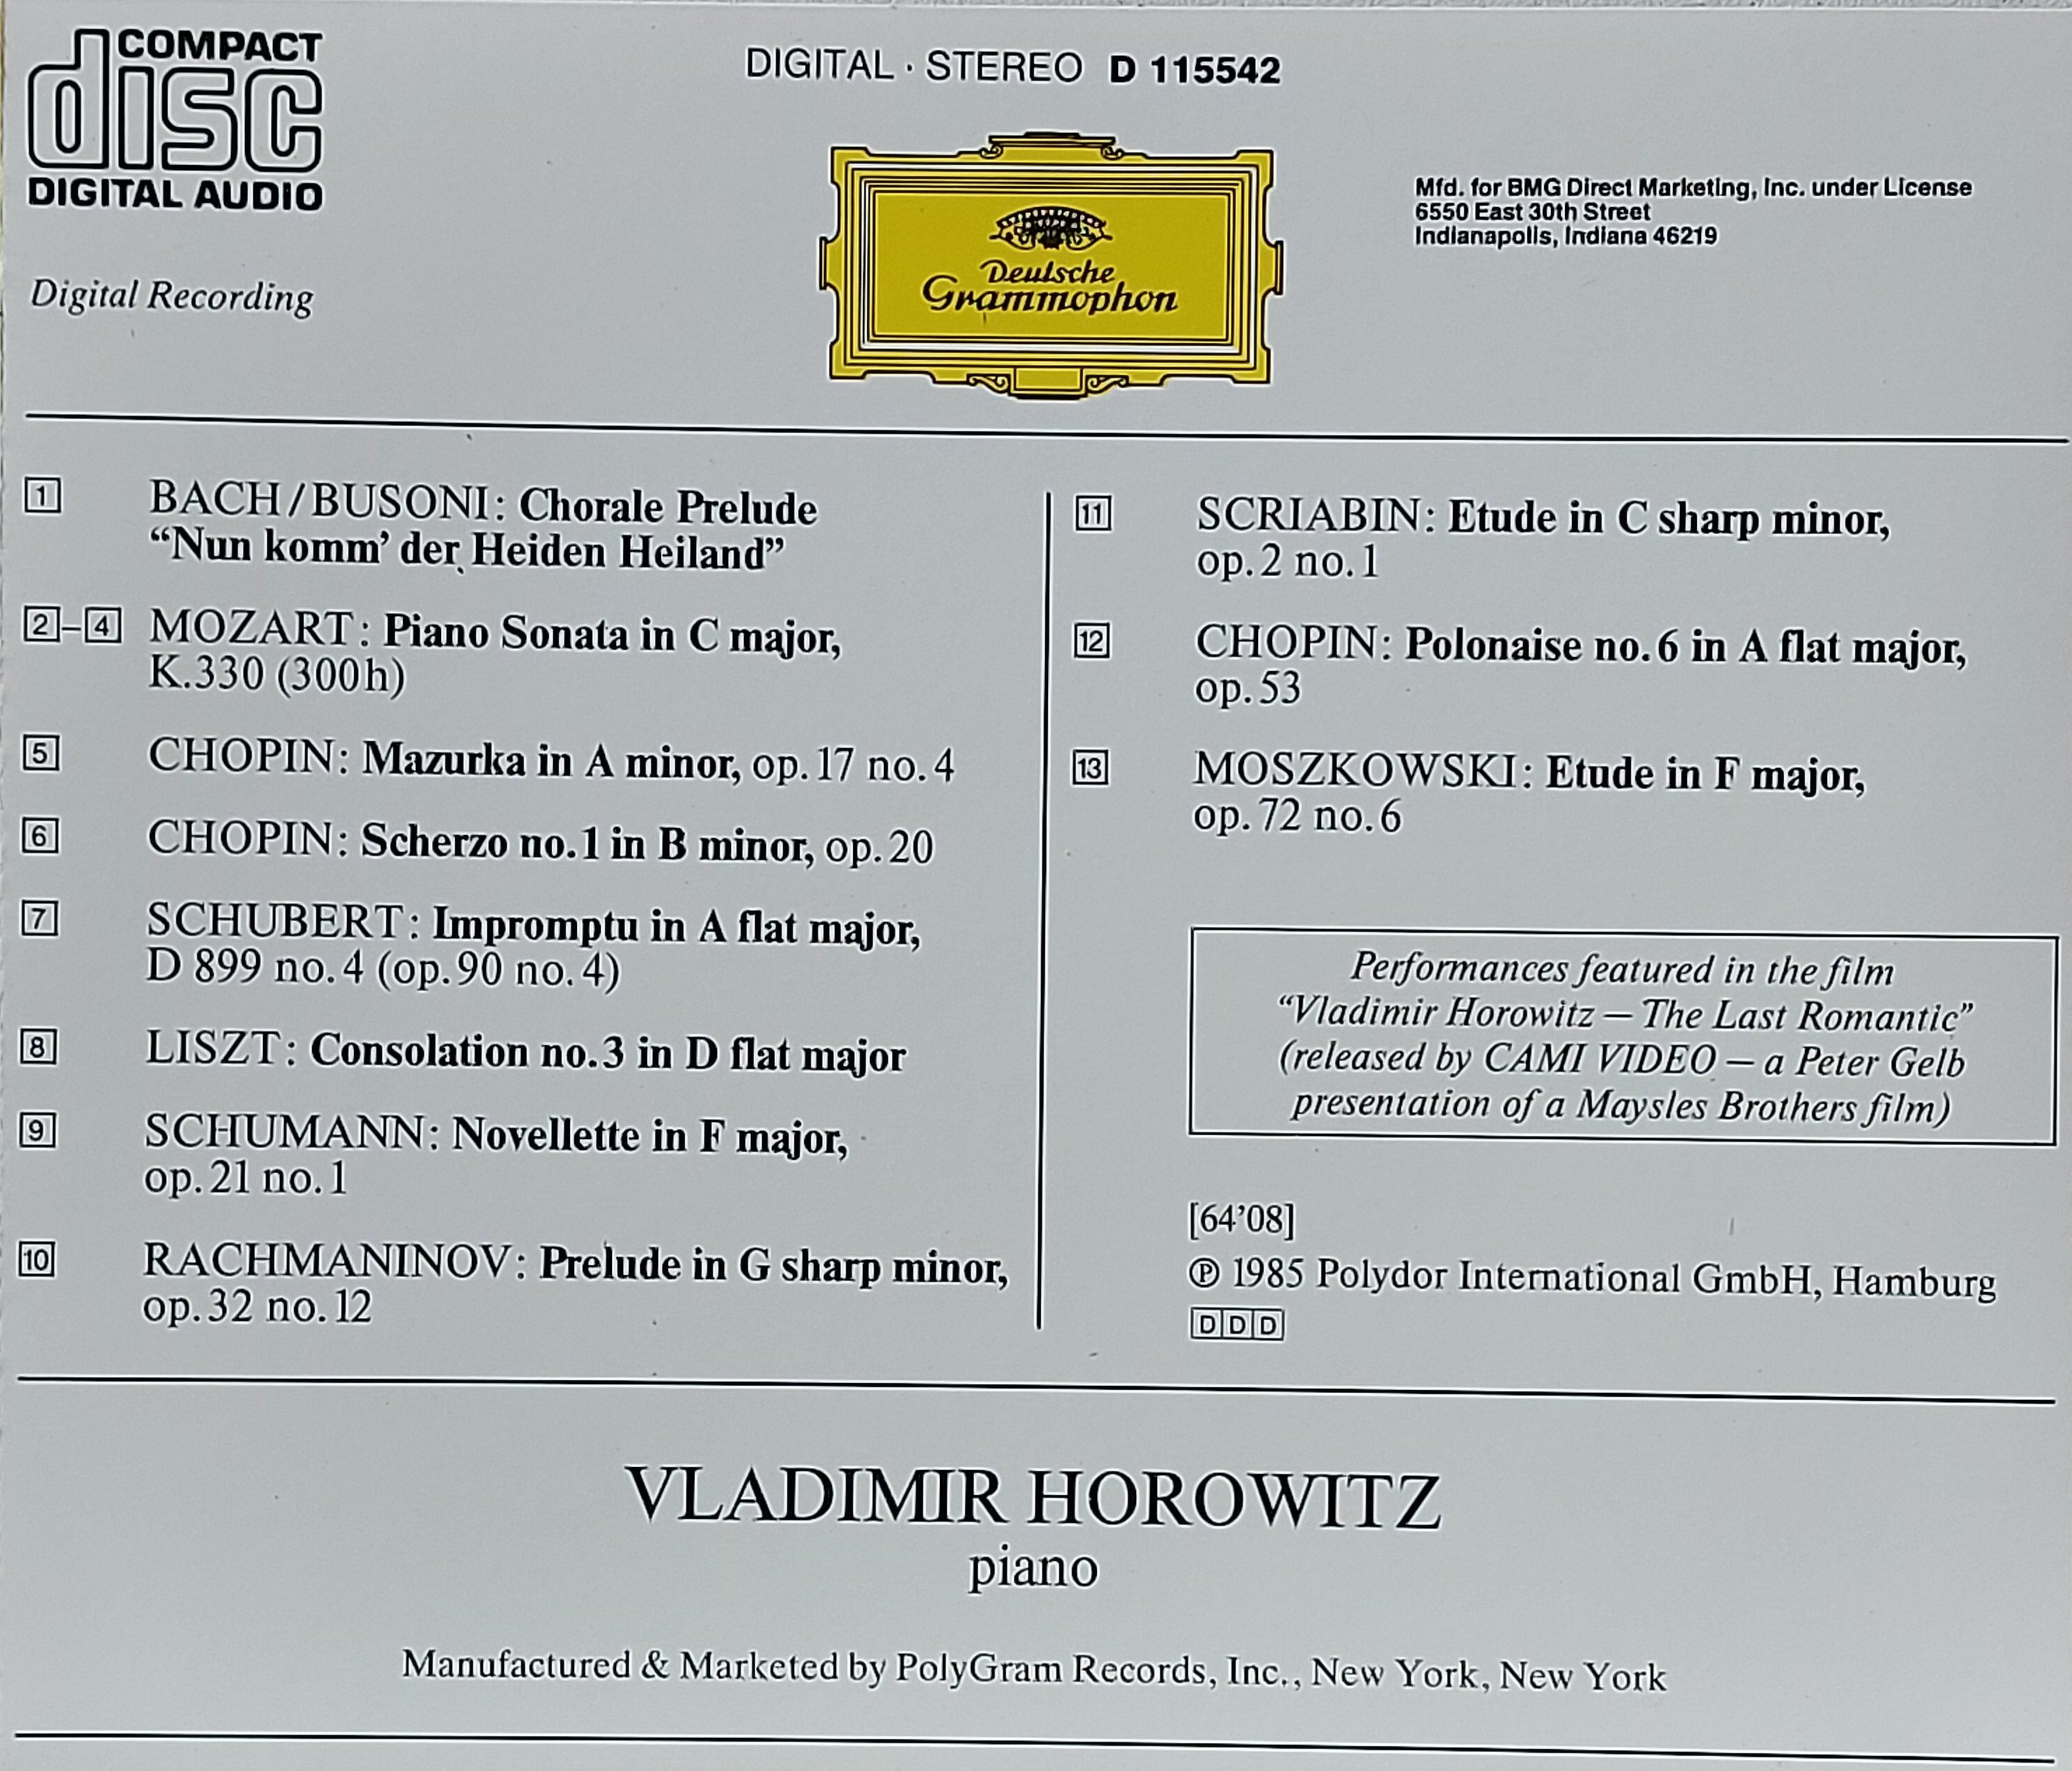 COMPACT
disc
DIGITAL AUDIO
DIGITAL · STEREO D 115542
Deutsche
Grammophon
Mfd. for BMG Direct Marketing, Inc. under License
6550 East 30th Street
Indianapolis, Indiana 46219
Digital Recording
1 BACH/BUSONI: Chorale Prelude
“Nun komm’ der Heiden Heiland”
2–4 MOZART: Piano Sonata in C major,
K.330 (300h)
5 CHOPIN: Mazurka in A minor, op.17 no.4
6 CHOPIN: Scherzo no.1 in B minor, op.20
7 SCHUBERT: Impromptu in A flat major,
D 899 no.4 (op.90 no.4)
8 LISZT: Consolation no.3 in D flat major
9 SCHUMANN: Novellette in F major,
op.21 no.1
10 RACHMANINOV: Prelude in G sharp minor,
op.32 no.12
11 SCRIABIN: Etude in C sharp minor,
op.2 no.1
12 CHOPIN: Polonaise no.6 in A flat major,
op.53
13 MOSZKOWSKI: Etude in F major,
op.72 no.6
Performances featured in the film
“Vladimir Horowitz – The Last Romantic”
(released by CAMI VIDEO – a Peter Gelb
presentation of a Maysles Brothers film)
[64’08]
℗ 1985 Polydor International GmbH, Hamburg
DDD
VLADIMIR HOROWITZ
piano
Manufactured & Marketed by PolyGram Records, Inc., New York, New York